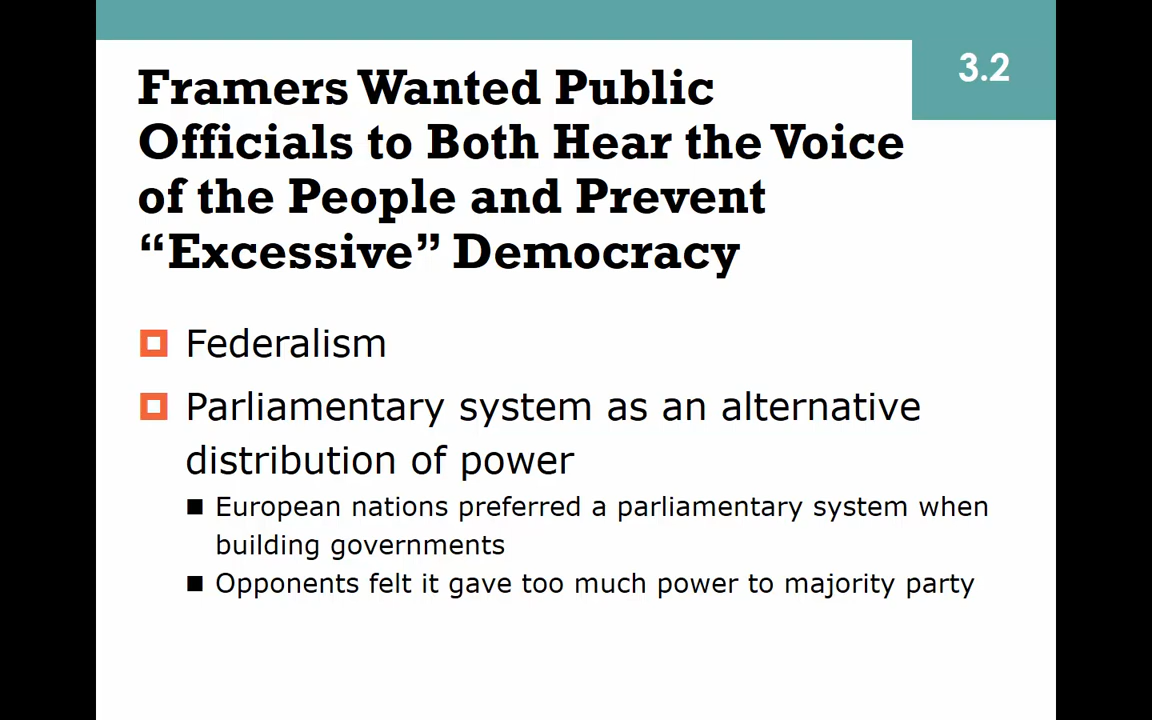 3.2
Framers Wanted Public
Officials to Both Hear the Voice
of the People and Prevent
“Excessive” Democracy
Federalism
Parliamentary system as an alternative
distribution of power
European nations preferred a parliamentary system when
building governments
Opponents felt it gave too much power to majority party